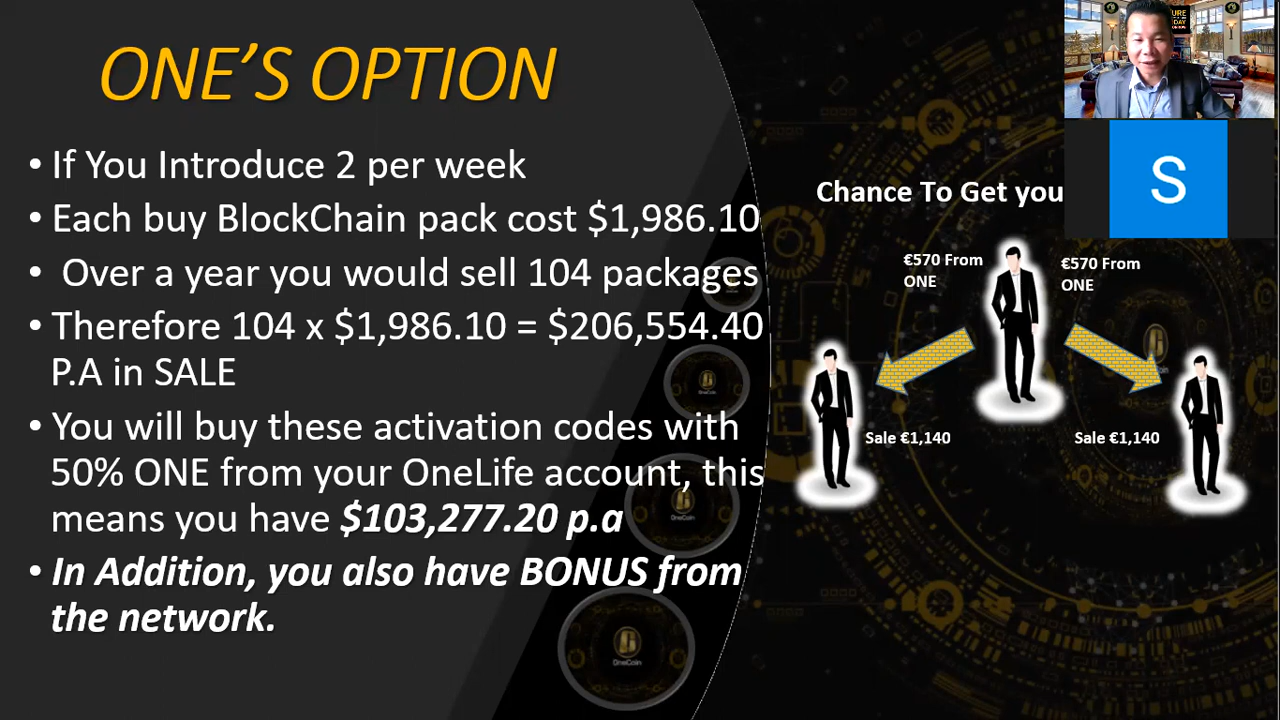 ONE'S OPTION
• If You Introduce 2 per week
• Each buy BlockChain pack cost $1,986.10
• Over a year you would sell 104 packages
• Therefore 104 x $1,986.10 = $206,554.40
P.A in SALE
• You will buy these activation codes with
50% ONE from your OneLife account, this
means you have $103,277.20 p.a
• In Addition, you also have BONUS from
the network.
Chance To Get you
€570 From
ONE
€570 From
ONE
Sale €1,140
Sale €1,140
S
URE
DAY
OneCoin
OneCoin